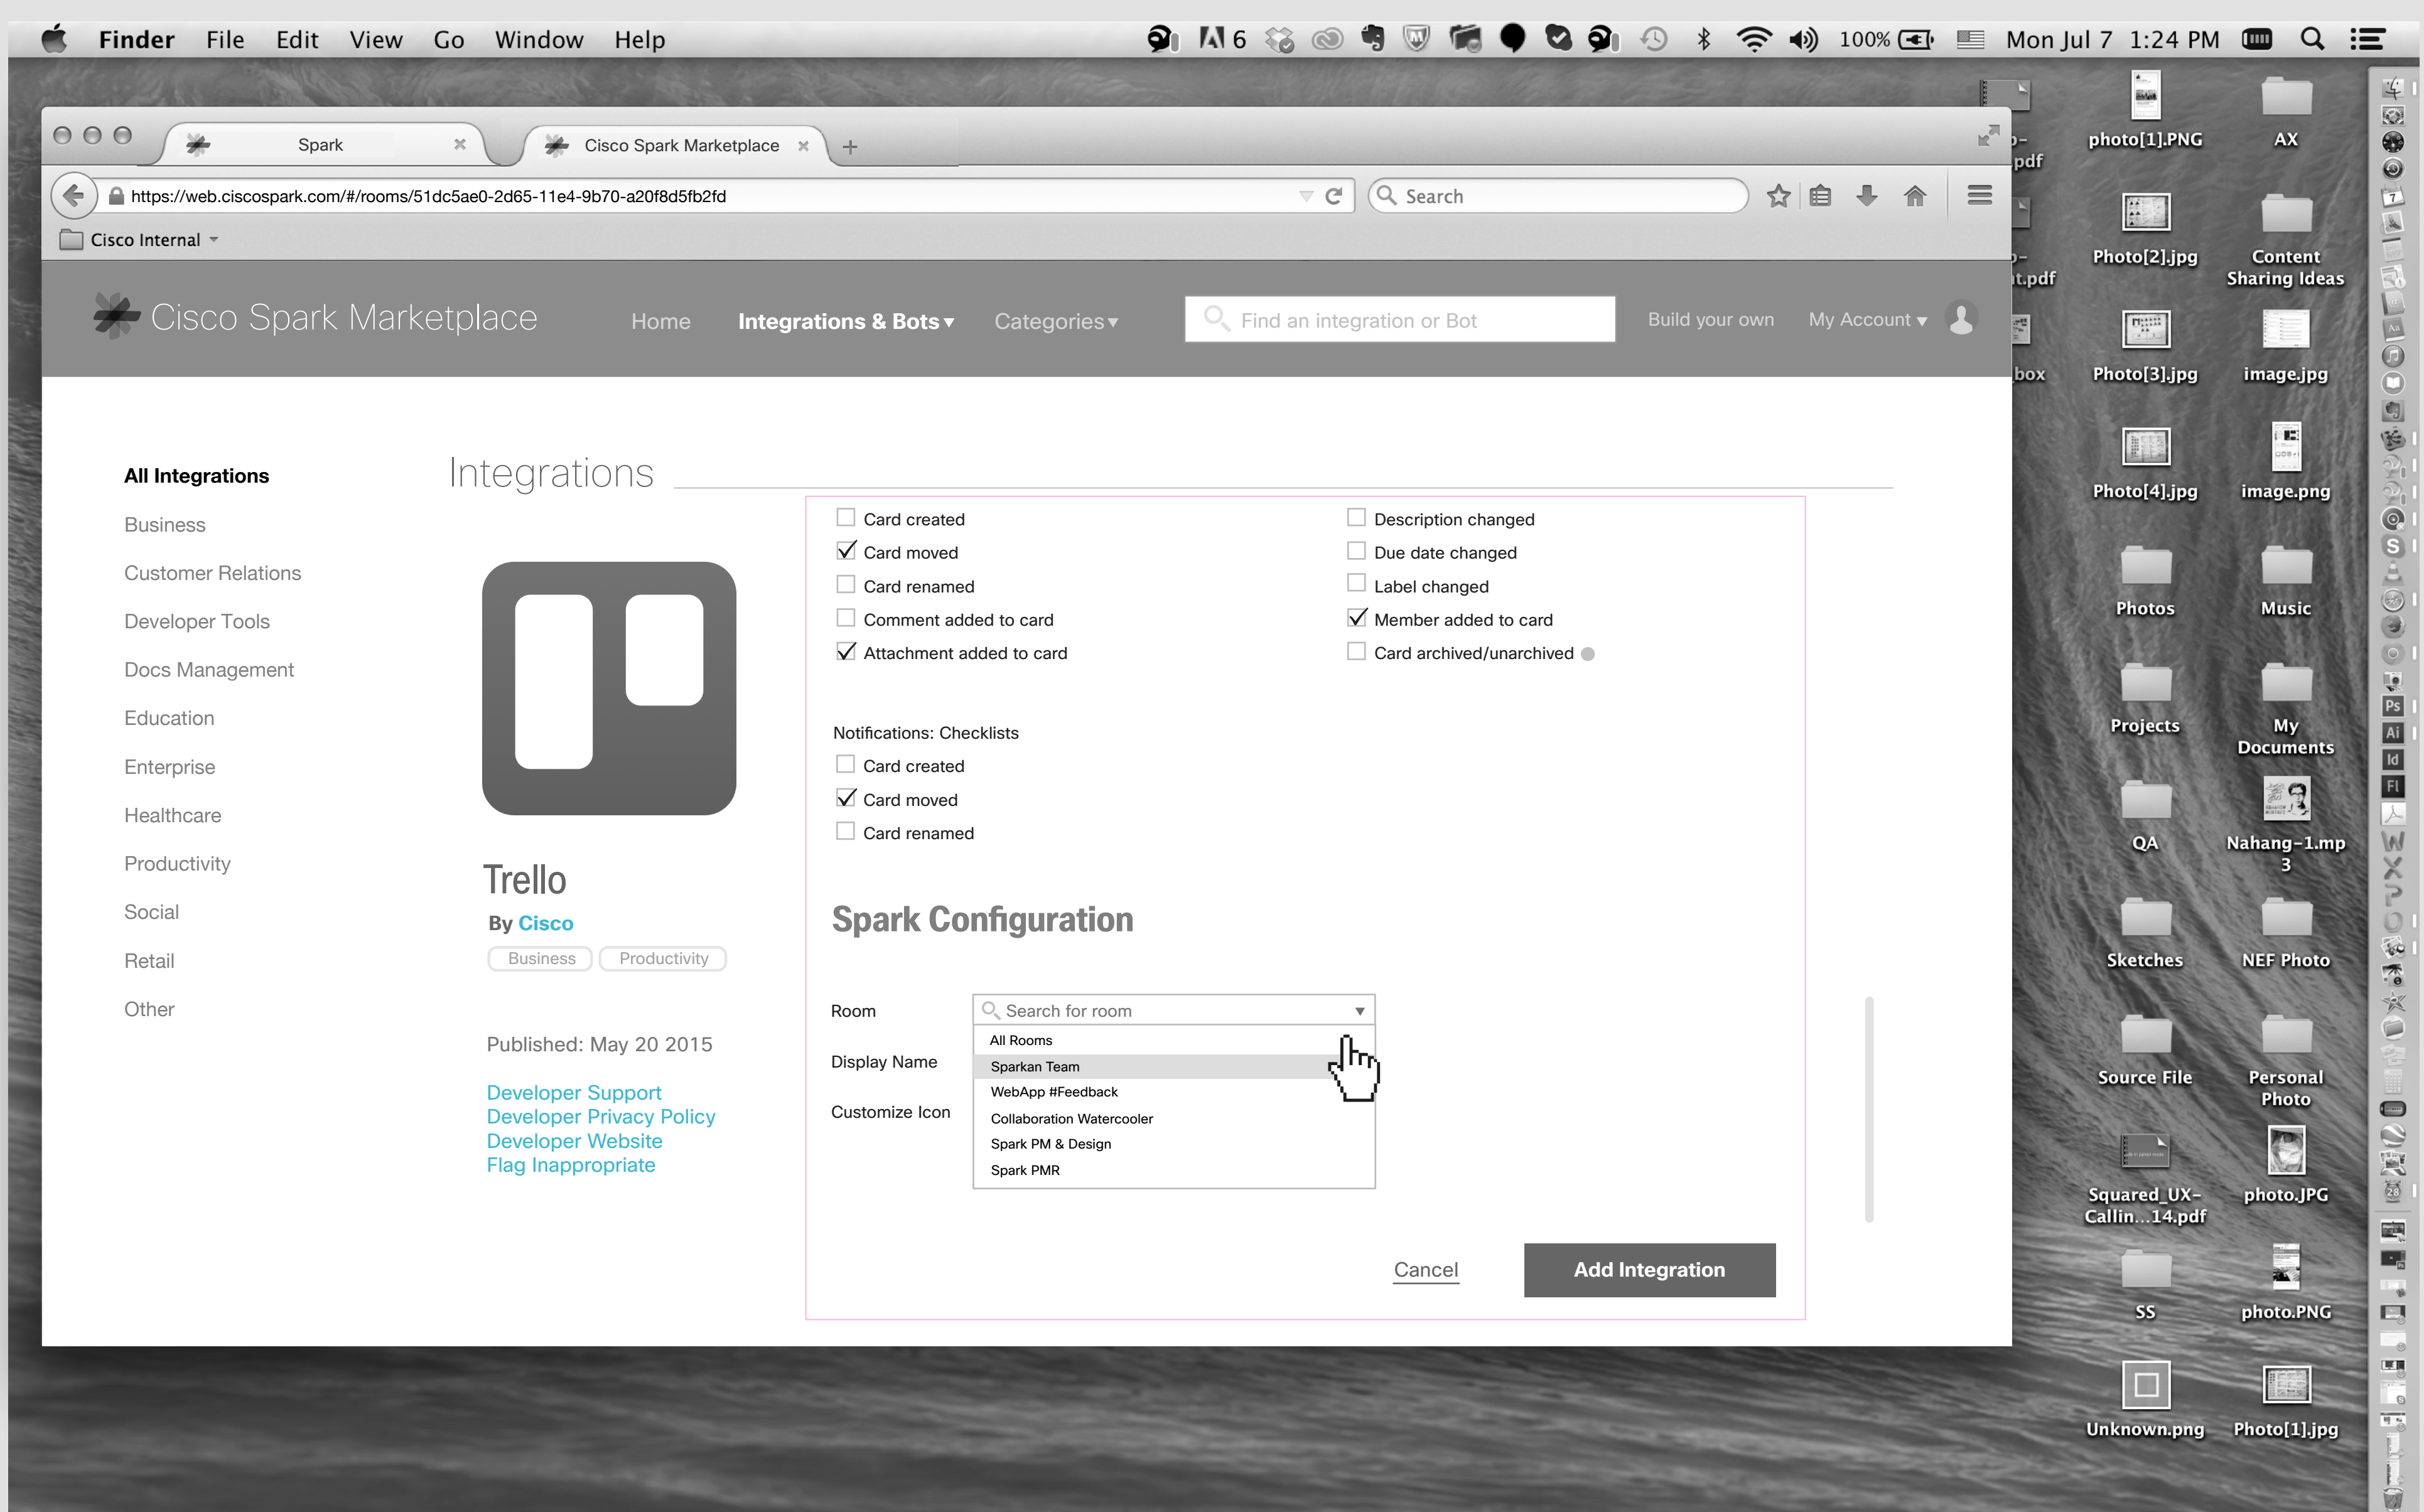 Finder File Edit View Go Window Help 6 100% Mon Jul 7 1:24 PM
Spark
Cisco Spark Marketplace
https://web.ciscospark.com/#/rooms/51dc5ae0-2d65-11e4-9b70-a20f8d5fb2fd
Search
Cisco Internal
Cisco Spark Marketplace
Home
Integrations & Bots
Categories
Find an integration or Bot
Build your own
My Account
All Integrations
Business
Customer Relations
Developer Tools
Docs Management
Education
Enterprise
Healthcare
Productivity
Social
Retail
Other
Integrations
Trello
By Cisco
Business
Productivity
Published: May 20 2015
Developer Support
Developer Privacy Policy
Developer Website
Flag Inappropriate
Card created
Card moved
Card renamed
Comment added to card
Attachment added to card
Description changed
Due date changed
Label changed
Member added to card
Card archived/unarchived
Notifications: Checklists
Card created
Card moved
Card renamed
Spark Configuration
Room
Search for room
All Rooms
Sparkan Team
WebApp #Feedback
Collaboration Watercooler
Spark PM & Design
Spark PMR
Display Name
Customize Icon
Cancel
Add Integration
pdf
t.pdf
box
photo[1].PNG
AX
Photo[2].jpg
Content
Sharing Ideas
Photo[3].jpg
image.jpg
Photo[4].jpg
image.png
Photos
Music
Projects
My
Documents
QA
Nahang-1.mp
3
Sketches
NEF Photo
Source File
Personal
Photo
Squared_UX-
Callin...14.pdf
photo.JPG
SS
photo.PNG
Unknown.png
Photo[1].jpg
7
Aa
S
Ps
Ai
Id
Fl
W
X
P
O
28